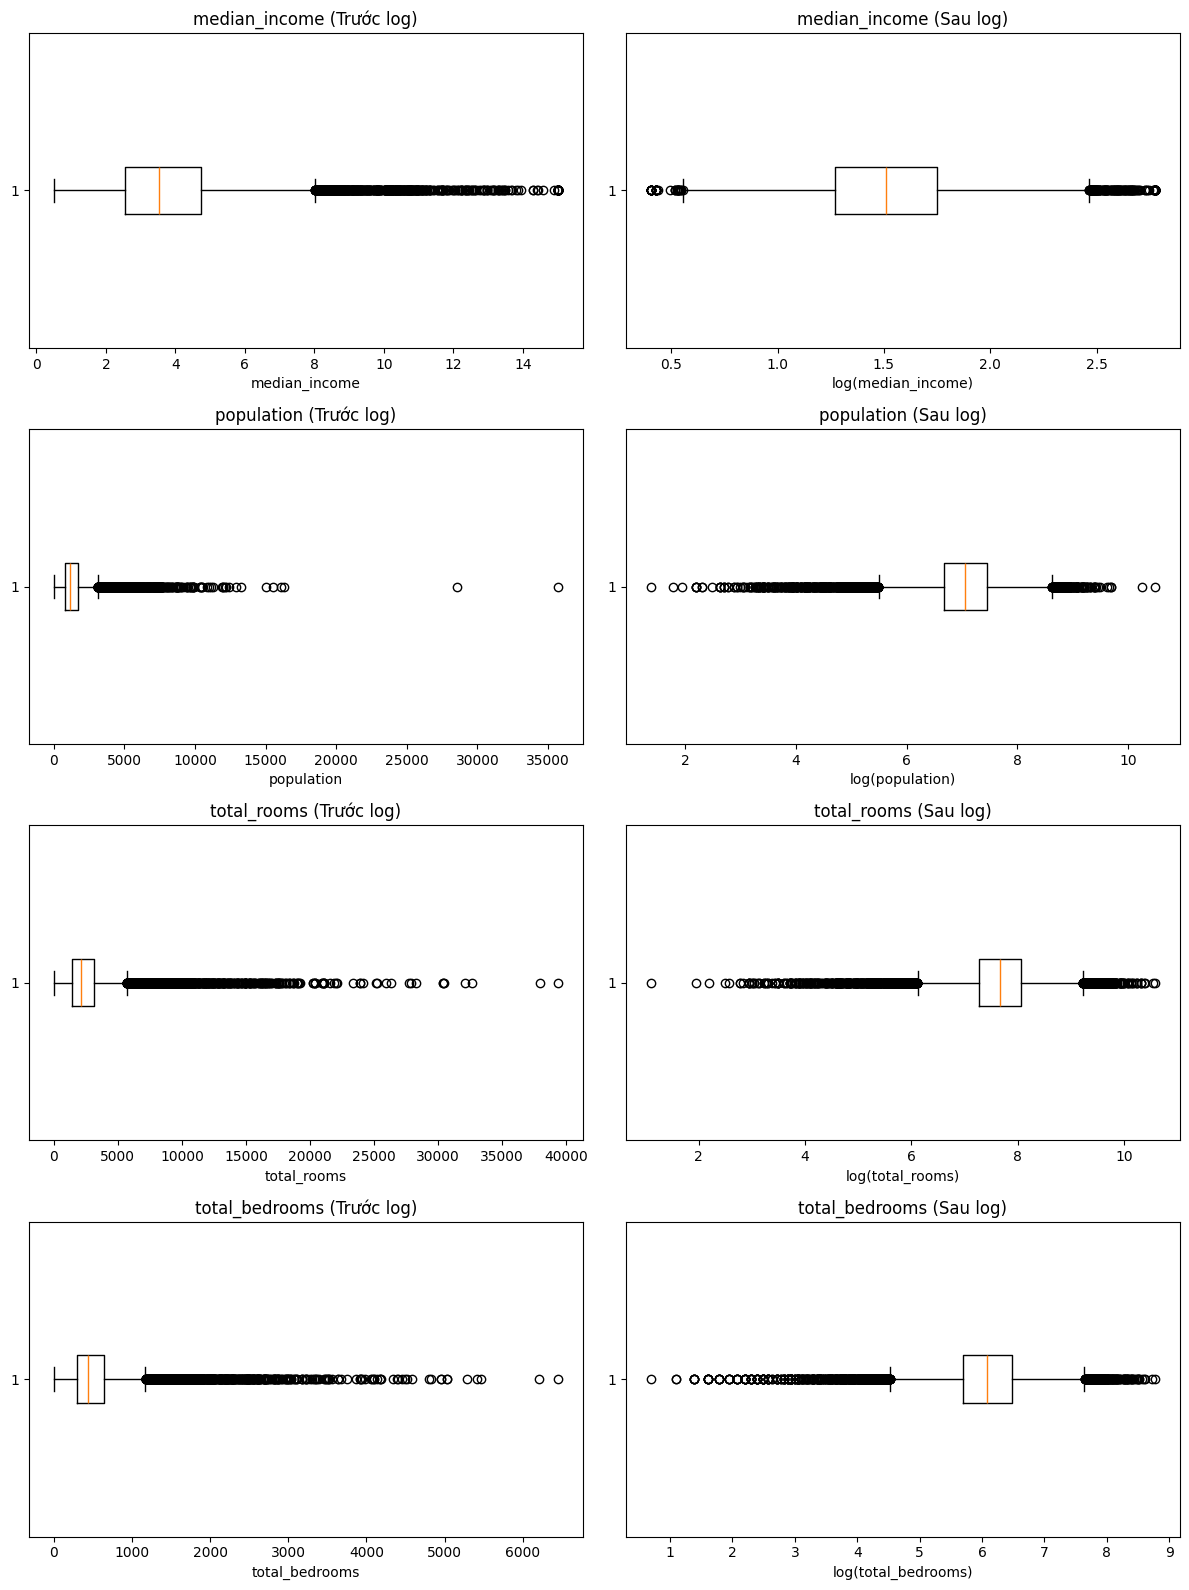 median_income (Trước log)
1
0 2 4 6 8 10 12 14
median_income
median_income (Sau log)
1
0.5 1.0 1.5 2.0 2.5
log(median_income)
population (Trước log)
1
0 5000 10000 15000 20000 25000 30000 35000
population
population (Sau log)
1
2 4 6 8 10
log(population)
total_rooms (Trước log)
1
0 5000 10000 15000 20000 25000 30000 35000 40000
total_rooms
total_rooms (Sau log)
1
2 4 6 8 10
log(total_rooms)
total_bedrooms (Trước log)
1
0 1000 2000 3000 4000 5000 6000
total_bedrooms
total_bedrooms (Sau log)
1
1 2 3 4 5 6 7 8 9
log(total_bedrooms)